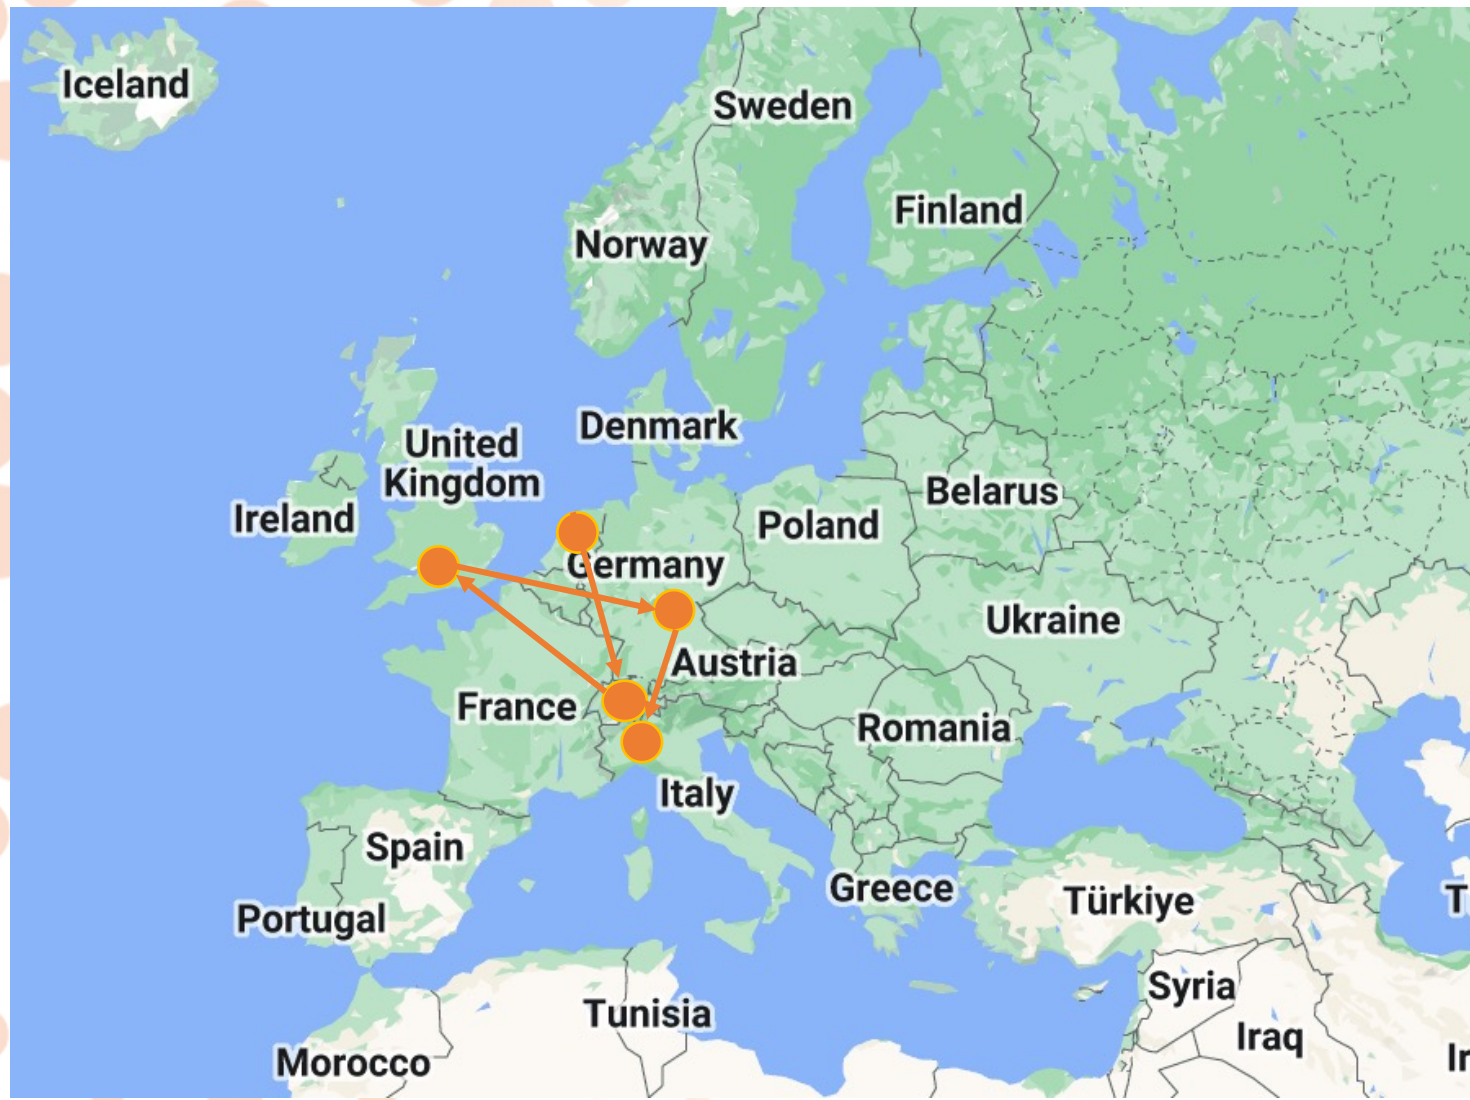 Iceland
Sweden
Finland
Norway
Denmark
United
Kingdom
Ireland
Belarus
Poland
Germany
Ukraine
Austria
France
Romania
Italy
Spain
Greece
Türkiye
Portugal
T
Syria
Tunisia
Iraq
Morocco
Ir